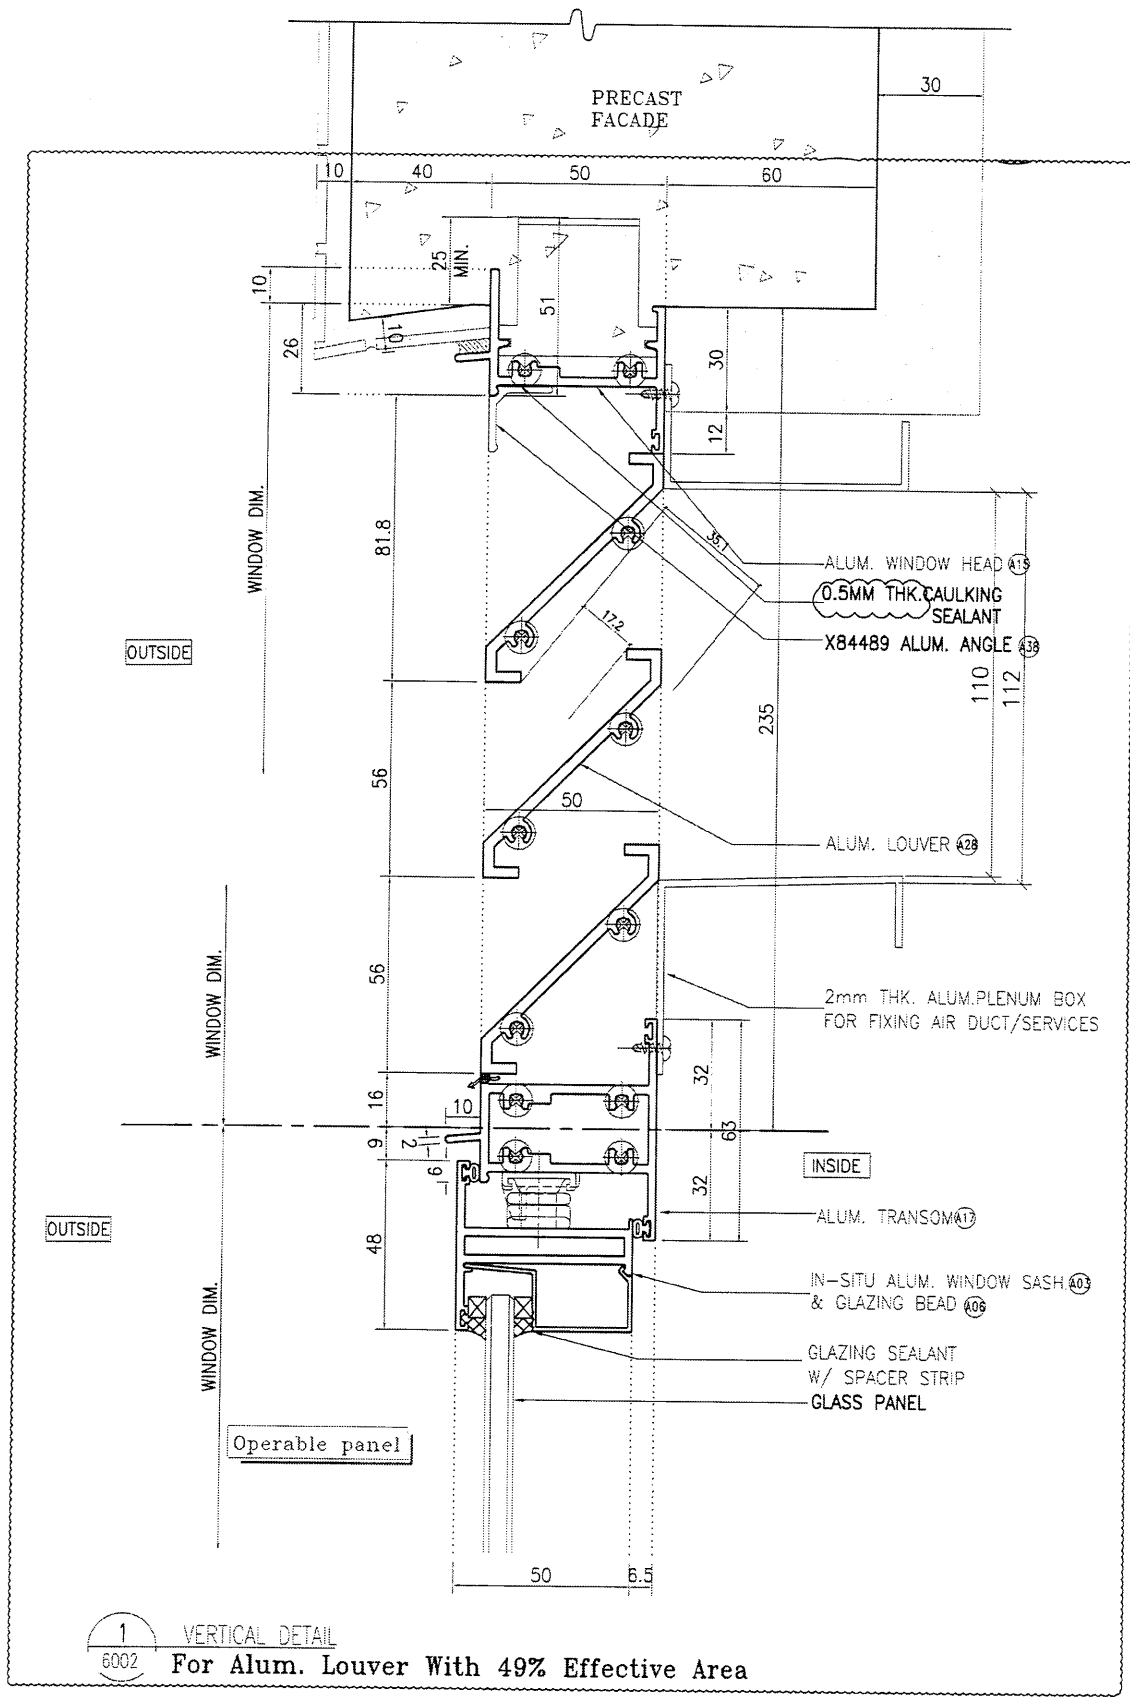 PRECAST
FACADE
30
10
40
50
60
25
MIN.
10
51
10
26
30
12
WINDOW DIM.
81.8
35.1
17.2
ALUM. WINDOW HEAD A15
0.5MM THK.CAULKING
SEALANT
X84489 ALUM. ANGLE A38
OUTSIDE
110
112
235
56
50
ALUM. LOUVER A28
56
WINDOW DIM.
2mm THK. ALUM.PLENUM BOX
FOR FIXING AIR DUCT/SERVICES
32
63
16
10
9
2
6
32
INSIDE
OUTSIDE
ALUM. TRANSOM A17
48
IN-SITU ALUM. WINDOW SASH A03
& GLAZING BEAD A06
WINDOW DIM.
GLAZING SEALANT
W/ SPACER STRIP
GLASS PANEL
Operable panel
50
6.5
1
6002
VERTICAL DETAIL
For Alum. Louver With 49% Effective Area